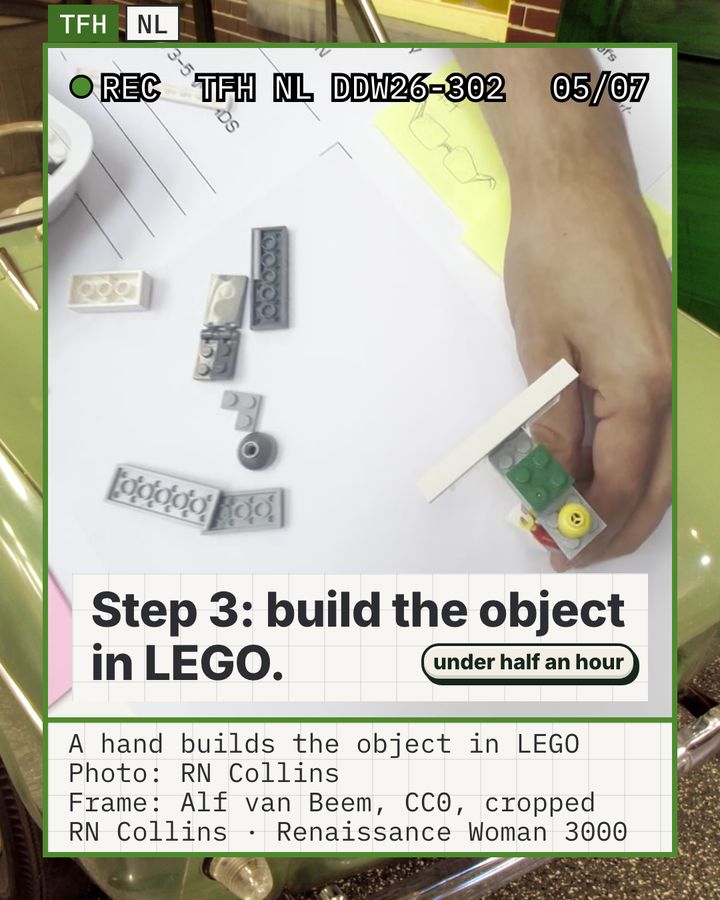 TFH NL
REC TFH NL DDW26-302 05/07
3-5
Step 3: build the object
in LEGO.
under half an hour
A hand builds the object in LEGO
Photo: RN Collins
Frame: Alf van Beem, CC0, cropped
RN Collins · Renaissance Woman 3000